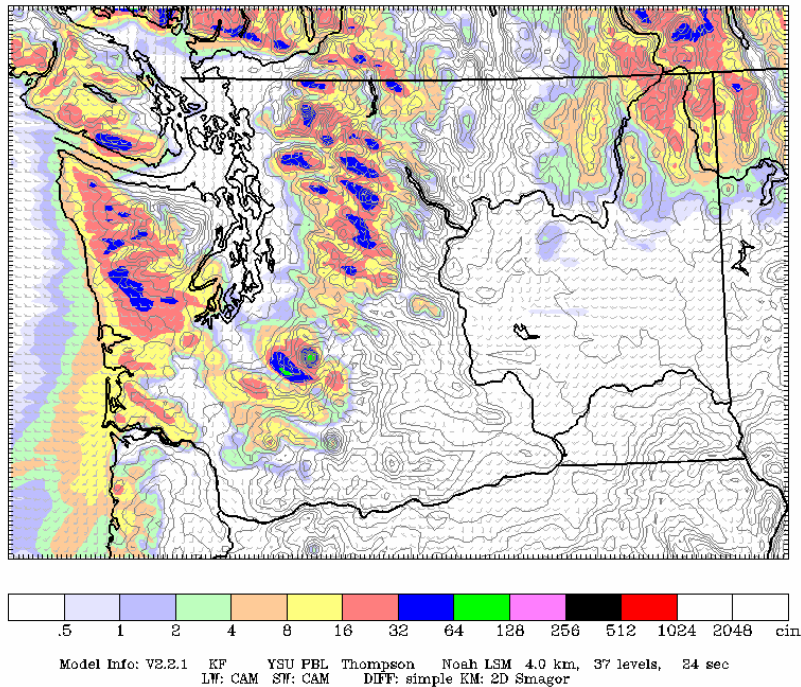 .5 1 2 4 8 16 32 64 128 256 512 1024 2048 cin
Model Info: V2.2.1 KF YSU PBL Thompson Noah LSM 4.0 km, 37 levels, 24 sec
LW: CAM SW: CAM DIFF: simple KM: 2D Smagor